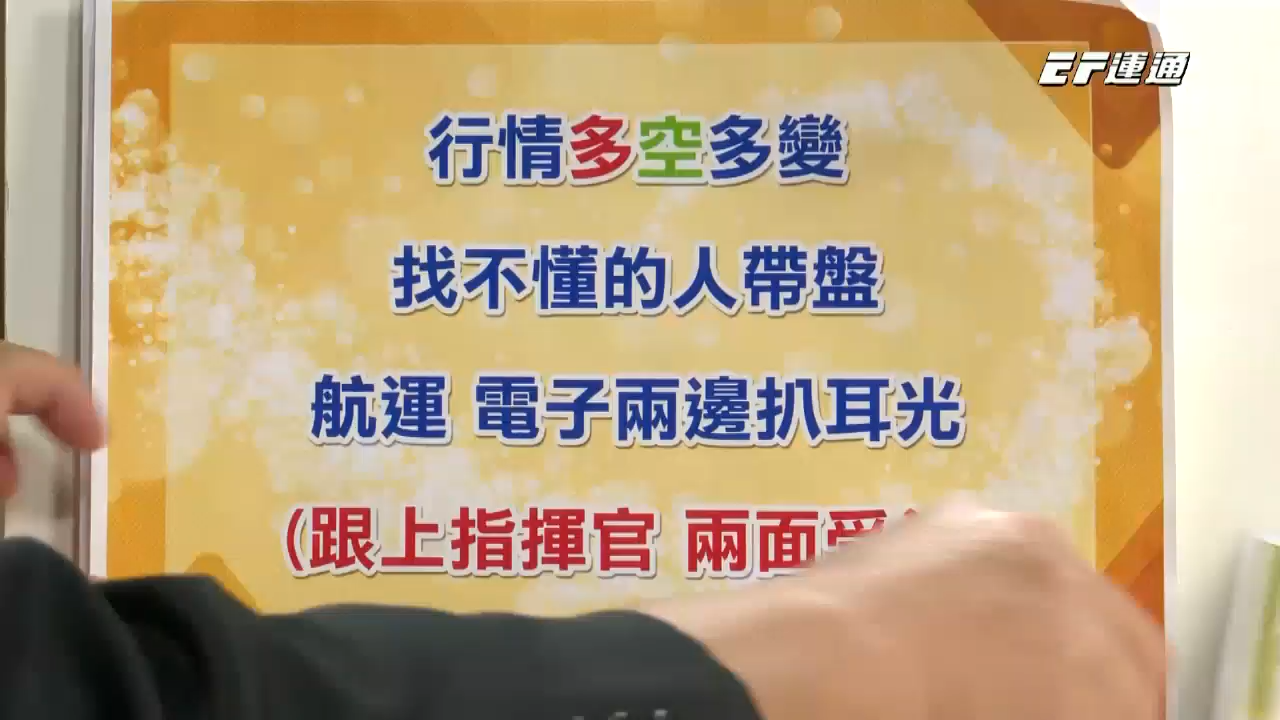 EF運通
行情多空多變
找不懂的人帶盤
航運 電子兩邊扒耳光
(跟上指揮官 兩面受